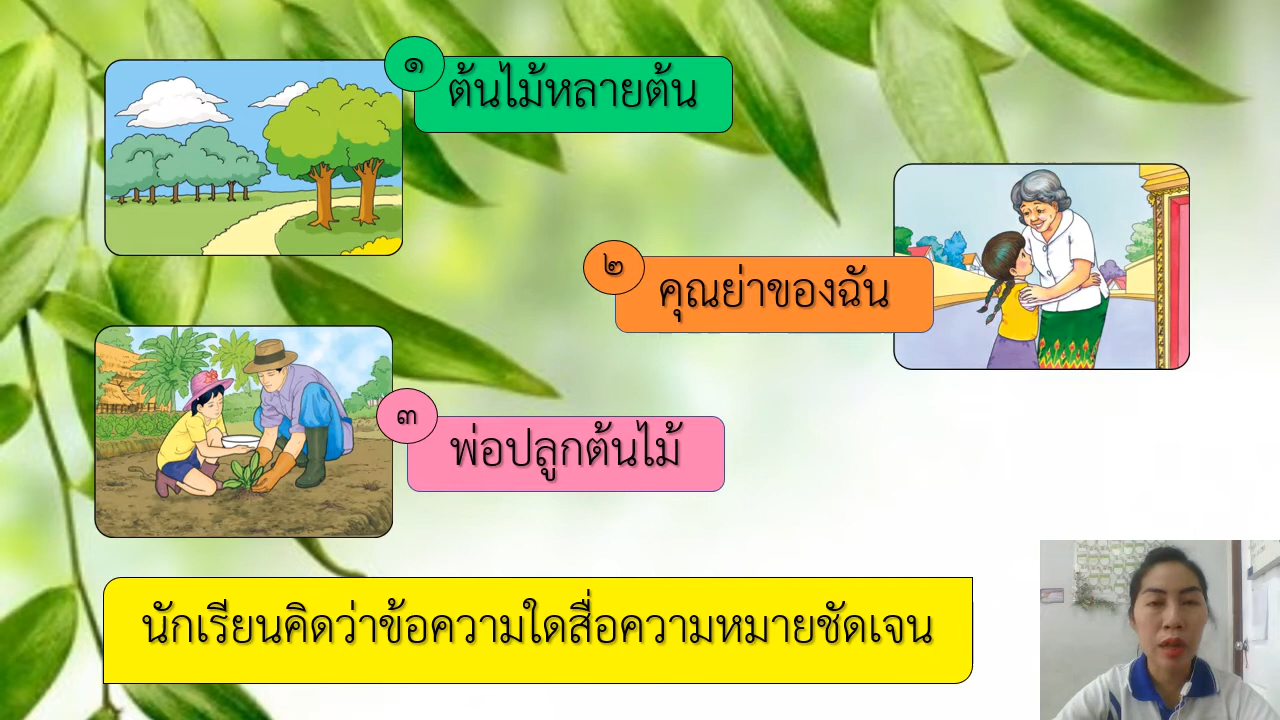 ๑
ต้นไม้หลายต้น
๒
คุณย่าของฉัน
๓
พ่อปลูกต้นไม้
นักเรียนคิดว่าข้อความใดสื่อความหมายชัดเจน